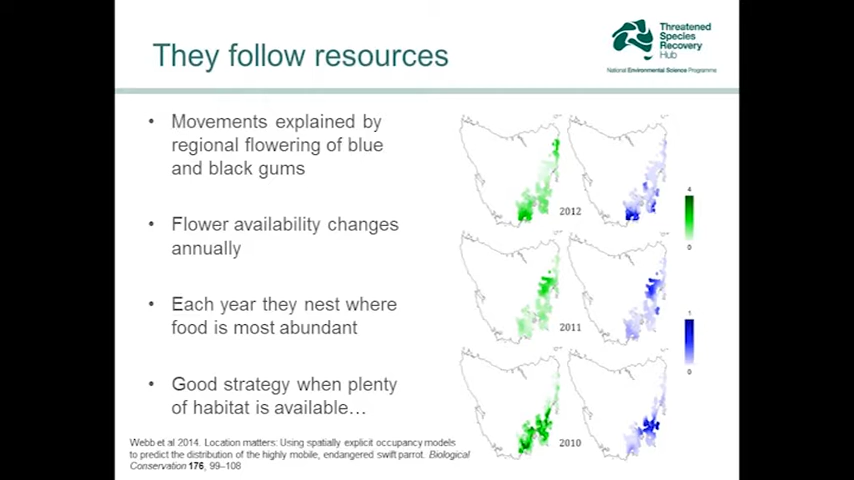 They follow resources
Threatened
Species
Recovery
Hub
National Environmental Science Programme
• Movements explained by
regional flowering of blue
and black gums
• Flower availability changes
annually
• Each year they nest where
food is most abundant
• Good strategy when plenty
of habitat is available…
2012
2011
2010
4
0
1
0
Webb et al 2014. Location matters: Using spatially explicit occupancy models
to predict the distribution of the highly mobile, endangered swift parrot. Biological
Conservation 176, 99–108